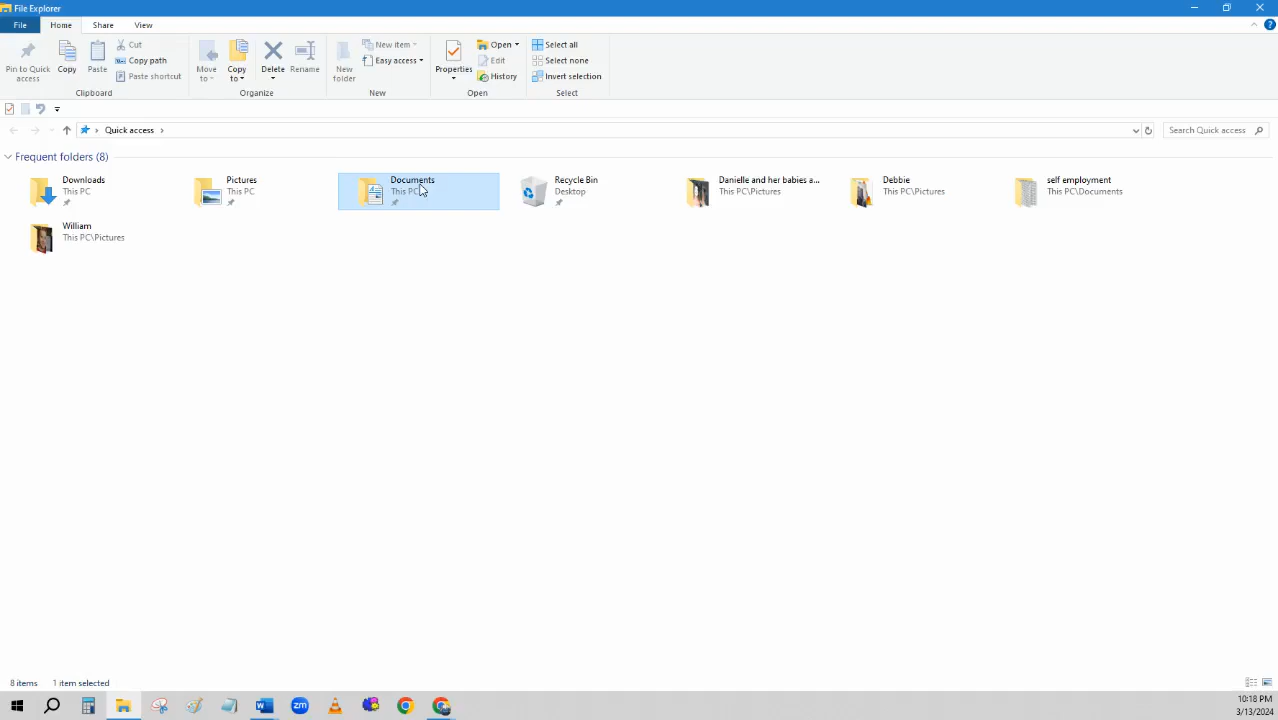 File Explorer
File Home Share View
Pin to Quick access
Copy
Paste
Cut
Copy path
Paste shortcut
Clipboard
Move to
Copy to
Delete
Rename
Organize
New folder
New item
Easy access
New
Properties
Open
Edit
History
Open
Select all
Select none
Invert selection
Select
Quick access
Search Quick access
Frequent folders (8)
Downloads
This PC
Pictures
This PC
Documents
This PC
Recycle Bin
Desktop
Danielle and her babies a...
This PC\Pictures
Debbie
This PC\Pictures
self employment
This PC\Documents
William
This PC\Pictures
8 items 1 item selected
W
zm
10:18 PM
3/13/2024